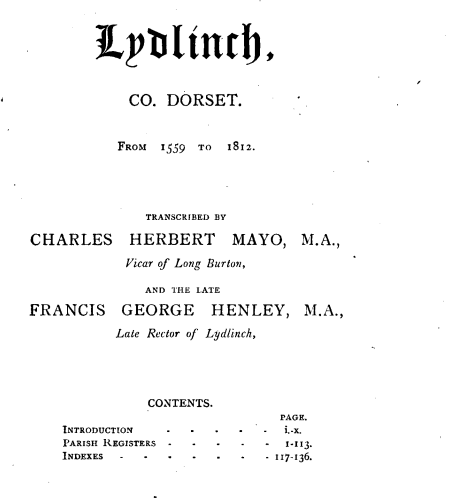 Lydlinch,
CO. DORSET.
FROM 1559 TO 1812.
TRANSCRIBED BY
CHARLES HERBERT MAYO, M.A.,
Vicar of Long Burton,
AND THE LATE
FRANCIS GEORGE HENLEY, M.A.,
Late Rector of Lydlinch,
CONTENTS.
PAGE.
INTRODUCTION - - - - - i.-x.
PARISH REGISTERS - - - - - 1-113.
INDEXES - - - - - - - 117-136.